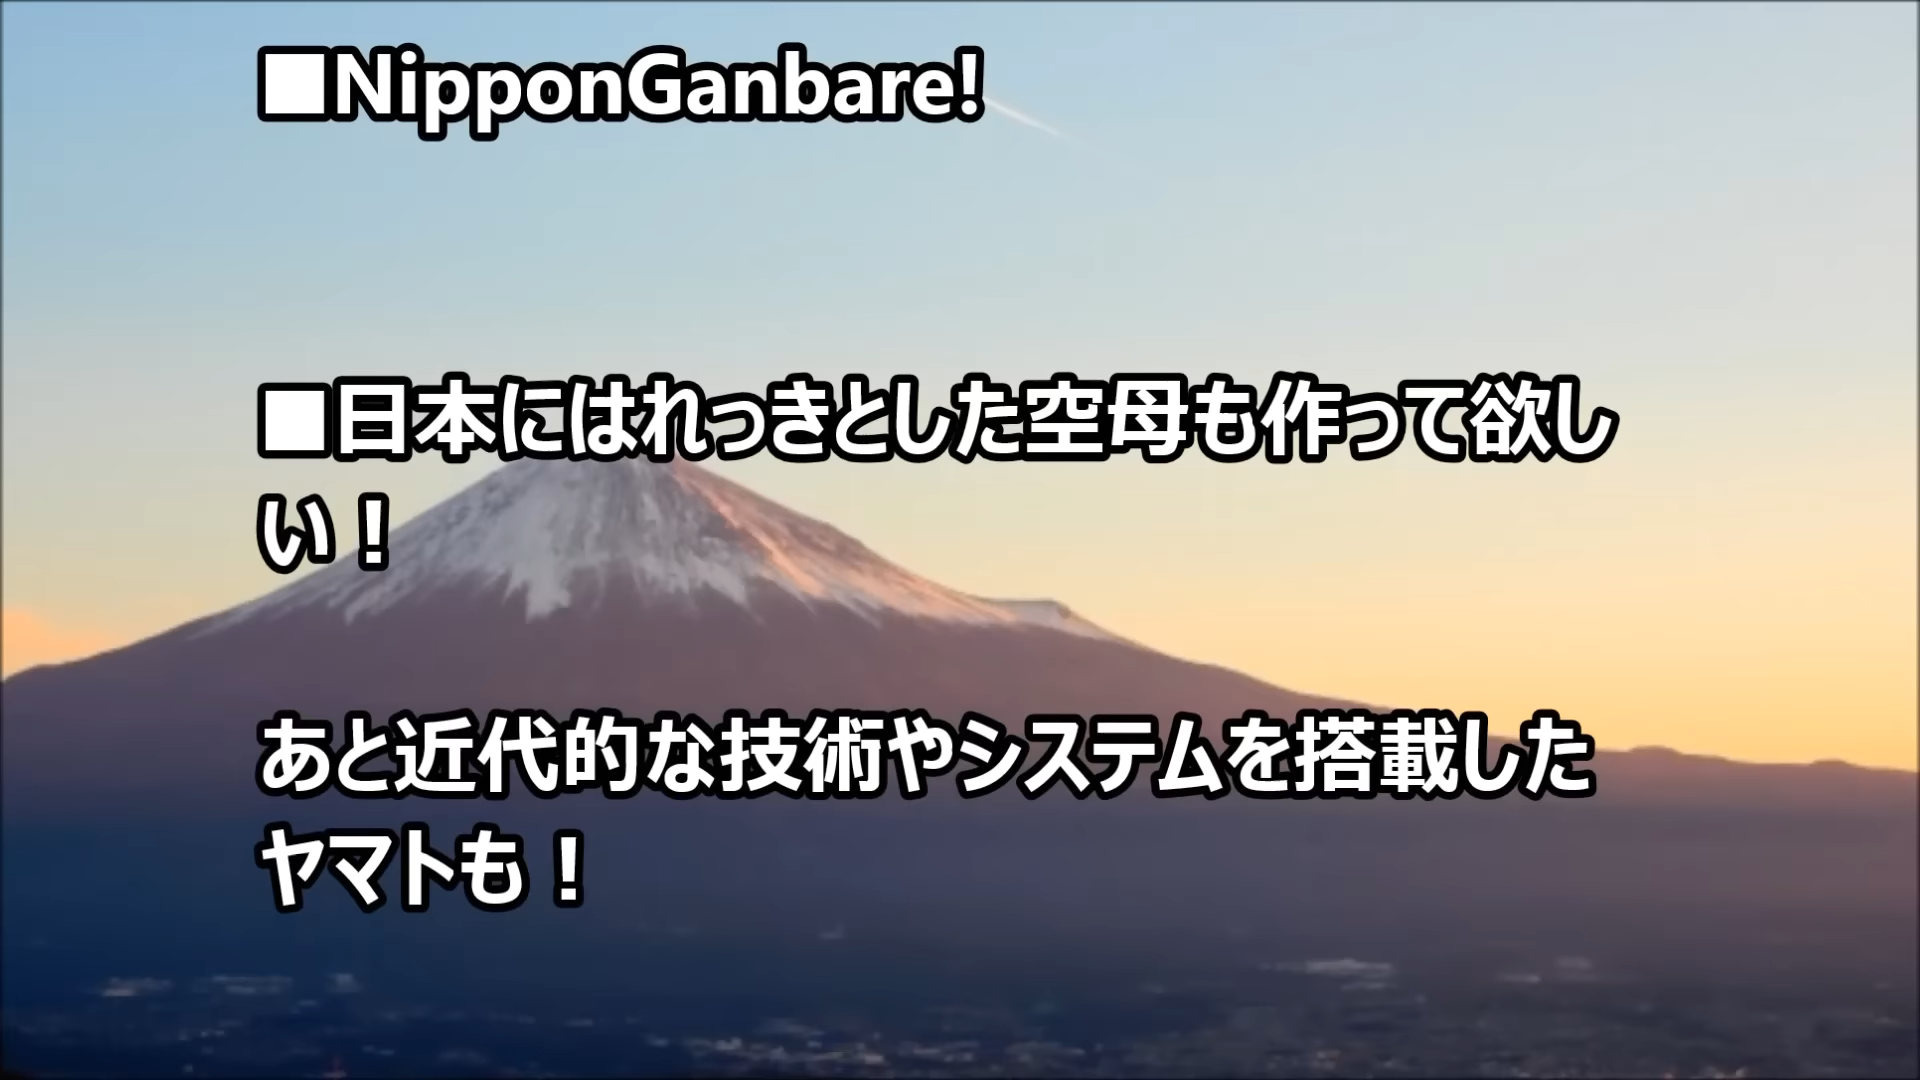 ■NipponGanbare!
■日本にはれっきとした空母も作って欲し
い！
あと近代的な技術やシステムを搭載した
ヤマトも！